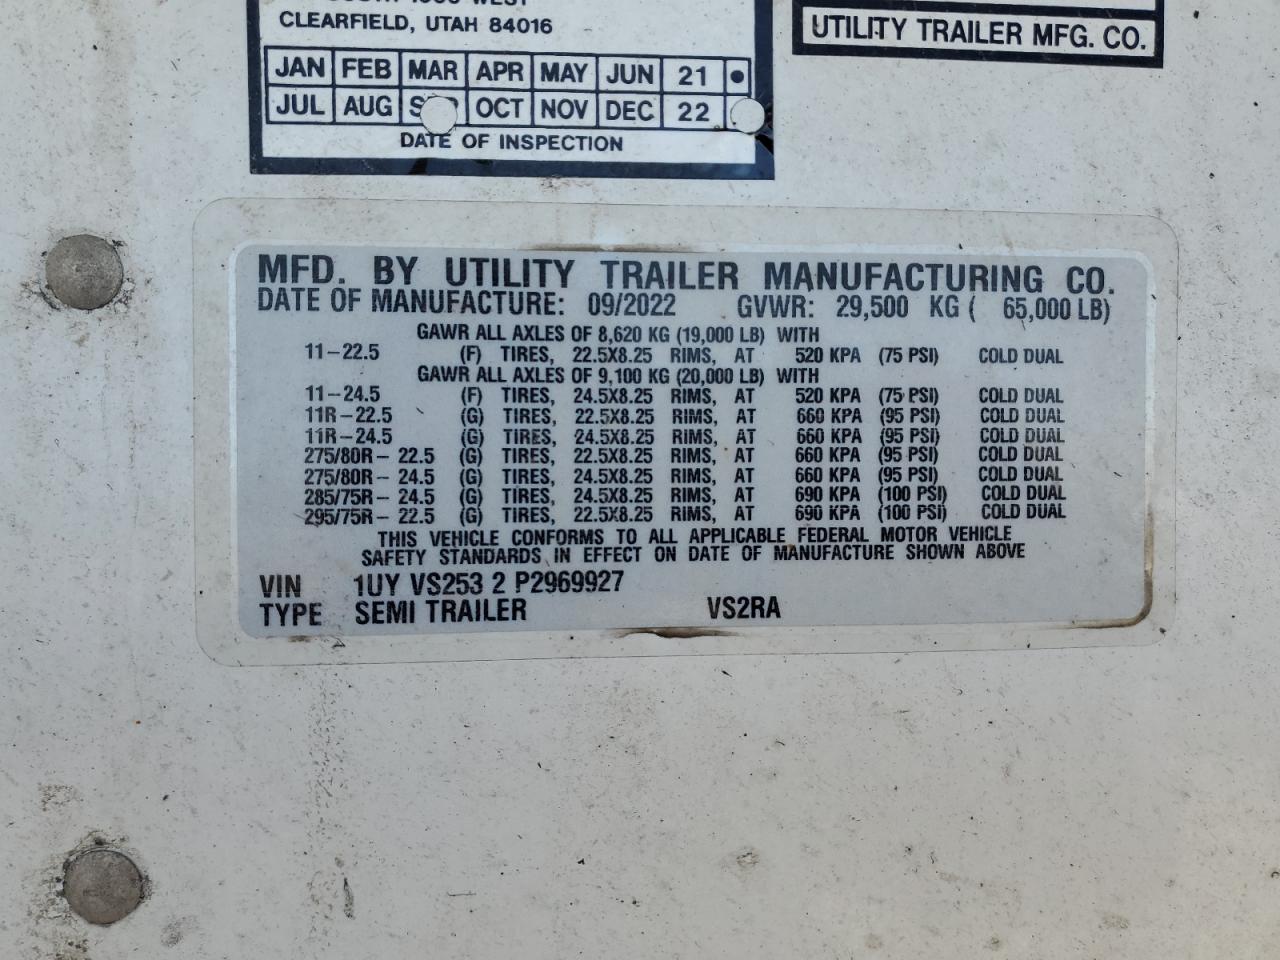 CLEARFIELD, UTAH 84016
JAN FEB MAR APR MAY JUN 21
JUL AUG OCT NOV DEC 22
DATE OF INSPECTION
UTILITY TRAILER MFG. CO.
MFD. BY UTILITY TRAILER MANUFACTURING CO.
DATE OF MANUFACTURE: 09/2022 GVWR: 29,500 KG ( 65,000 LB)
GAWR ALL AXLES OF 8,620 KG (19,000 LB) WITH
11-22.5 (F) TIRES, 22.5X8.25 RIMS, AT 520 KPA (75 PSI) COLD DUAL
GAWR ALL AXLES OF 9,100 KG (20,000 LB) WITH
11-24.5 (F) TIRES, 24.5X8.25 RIMS, AT 520 KPA (75 PSI) COLD DUAL
11R-22.5 (G) TIRES, 22.5X8.25 RIMS, AT 660 KPA (95 PSI) COLD DUAL
11R-24.5 (G) TIRES, 24.5X8.25 RIMS, AT 660 KPA (95 PSI) COLD DUAL
275/80R- 22.5 (G) TIRES, 22.5X8.25 RIMS, AT 660 KPA (95 PSI) COLD DUAL
275/80R- 24.5 (G) TIRES, 24.5X8.25 RIMS, AT 660 KPA (95 PSI) COLD DUAL
285/75R- 24.5 (G) TIRES, 24.5X8.25 RIMS, AT 690 KPA (100 PSI) COLD DUAL
295/75R- 22.5 (G) TIRES, 22.5X8.25 RIMS, AT 690 KPA (100 PSI) COLD DUAL
THIS VEHICLE CONFORMS TO ALL APPLICABLE FEDERAL MOTOR VEHICLE
SAFETY STANDARDS IN EFFECT ON DATE OF MANUFACTURE SHOWN ABOVE
VIN 1UY VS253 2 P2969927
TYPE SEMI TRAILER VS2RA